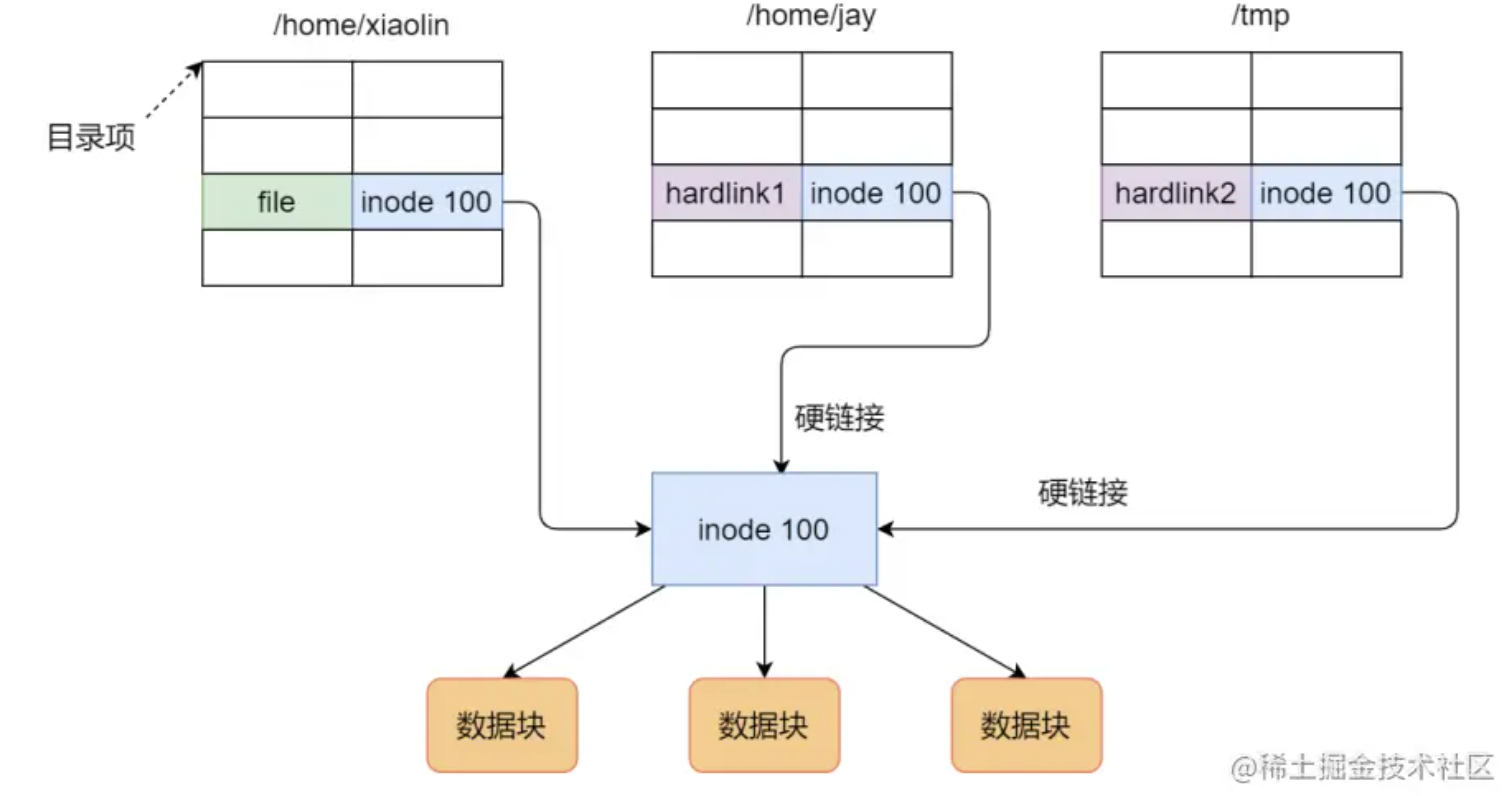 /home/xiaolin
/home/jay
/tmp
目录项
file inode 100
hardlink1 inode 100
hardlink2 inode 100
硬链接
硬链接
inode 100
数据块
数据块
数据块
@稀土掘金技术社区